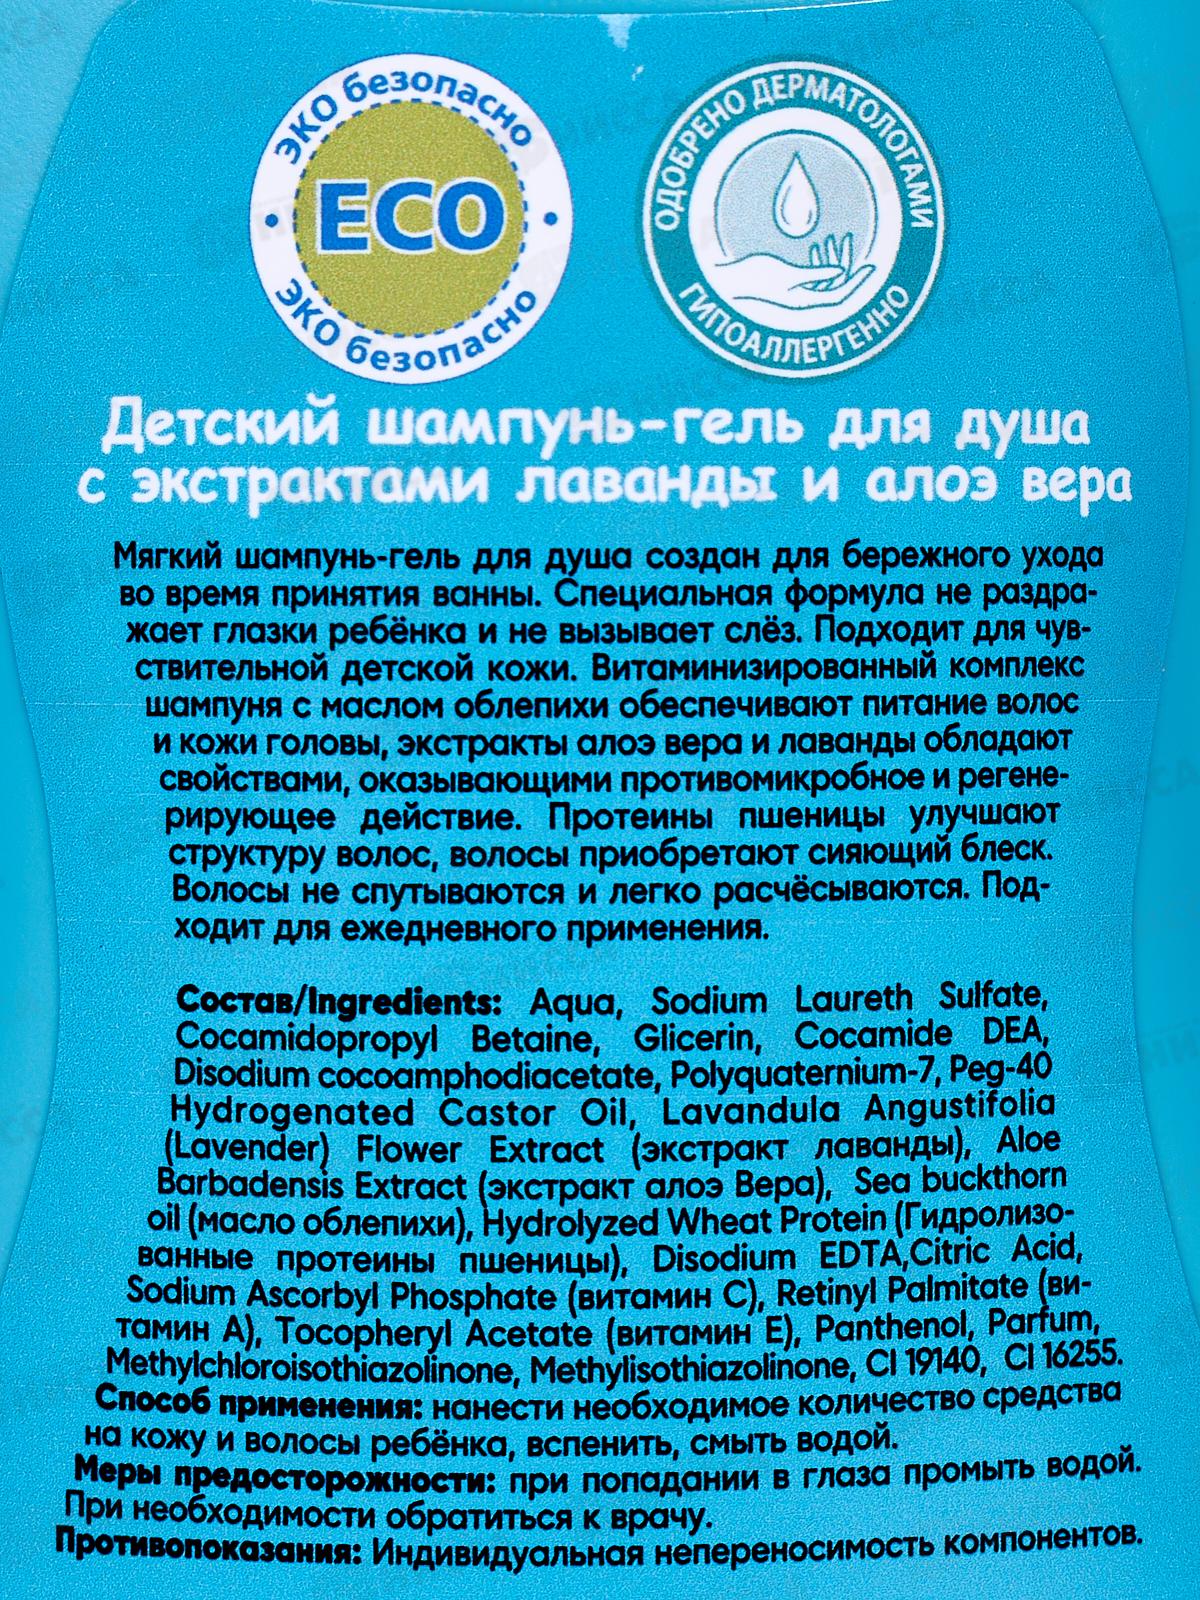 ЭКО безопасно
ECO
ЭКО безопасно
ОДОБРЕНО ДЕРМАТОЛОГАМИ
ГИПОАЛЛЕРГЕННО
Детский шампунь-гель для душа
с экстрактами лаванды и алоэ вера
Мягкий шампунь-гель для душа создан для бережного ухода
во время принятия ванны. Специальная формула не раздра-
жает глазки ребёнка и не вызывает слёз. Подходит для чув-
ствительной детской кожи. Витаминизированный комплекс
шампуня с маслом облепихи обеспечивают питание волос
и кожи головы, экстракты алоэ вера и лаванды обладают
свойствами, оказывающими противомикробное и регене-
рирующее действие. Протеины пшеницы улучшают
структуру волос, волосы приобретают сияющий блеск.
Волосы не спутываются и легко расчёсываются. Под-
ходит для ежедневного применения.
Состав/Ingredients: Aqua, Sodium Laureth Sulfate,
Cocamidopropyl Betaine, Glicerin, Cocamide DEA,
Disodium cocoamphodiacetate, Polyquaternium-7, Peg-40
Hydrogenated Castor Oil, Lavandula Angustifolia
(Lavender) Flower Extract (экстракт лаванды), Aloe
Barbadensis Extract (экстракт алоэ Вера), Sea buckthorn
oil (масло облепихи), Hydrolyzed Wheat Protein (Гидролизо-
ванные протеины пшеницы), Disodium EDTA,Citric Acid,
Sodium Ascorbyl Phosphate (витамин С), Retinyl Palmitate (ви-
тамин А), Tocopheryl Acetate (витамин Е), Panthenol, Parfum,
Methylchloroisothiazolinone, Methylisothiazolinone, CI 19140, CI 16255.
Способ применения: нанести необходимое количество средства
на кожу и волосы ребёнка, вспенить, смыть водой.
Меры предосторожности: при попадании в глаза промыть водой.
При необходимости обратиться к врачу.
Противопоказания: Индивидуальная непереносимость компонентов.